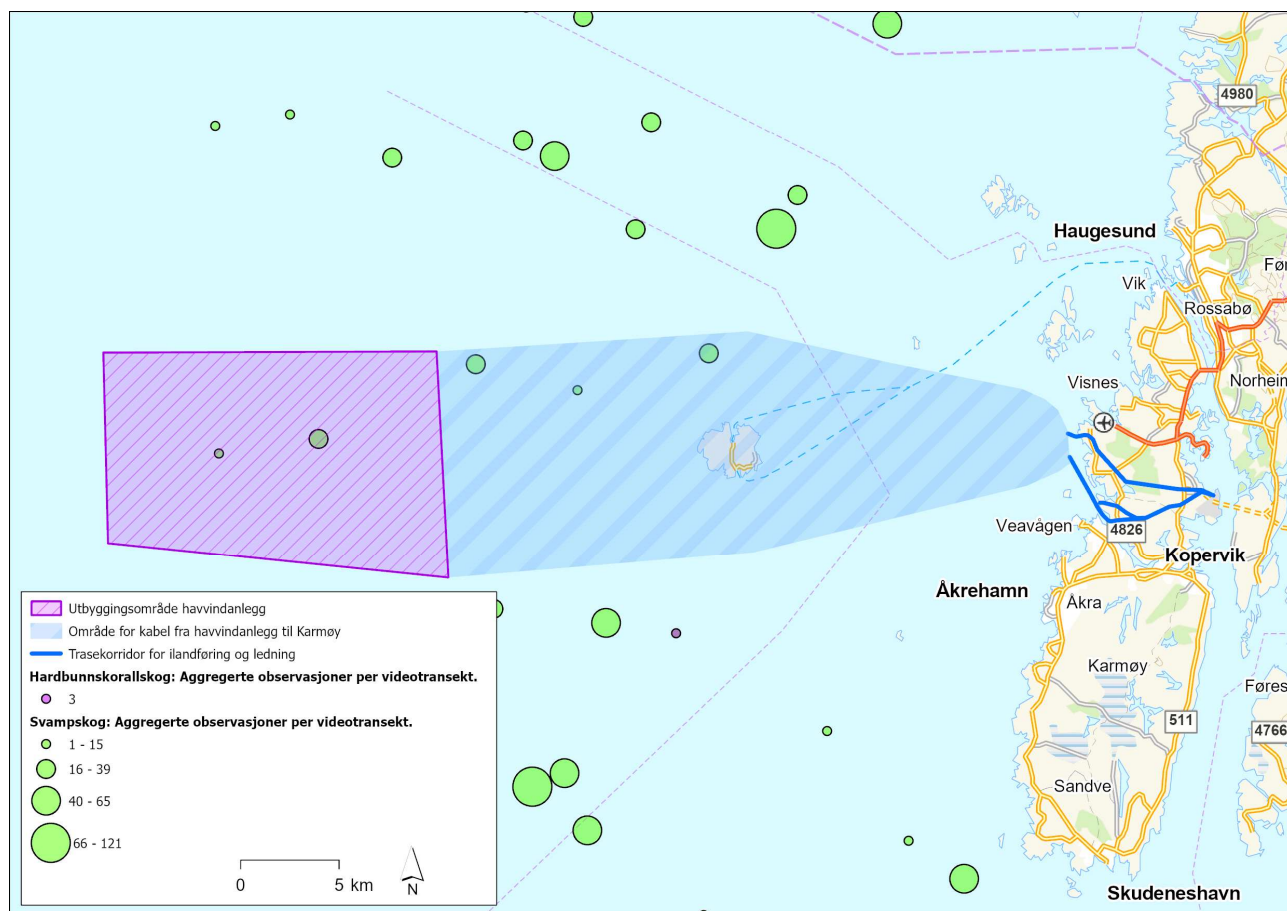 4980
Haugesund
Vik
Før
Rossabø
Visnes
Norheim
Veavågen
4826
Kopervik
Åkrehamn
Åkra
Karmøy
Føres
511
4766
Sandve
Skudeneshavn
Utbyggingsområde havvindanlegg
Område for kabel fra havvindanlegg til Karmøy
Trasekorridor for ilandføring og ledning
Hardbunnskorallskog: Aggregerte observasjoner per videotransekt.
3
Svampskog: Aggregerte observasjoner per videotransekt.
1 - 15
16 - 39
40 - 65
66 - 121
0 5 km
N